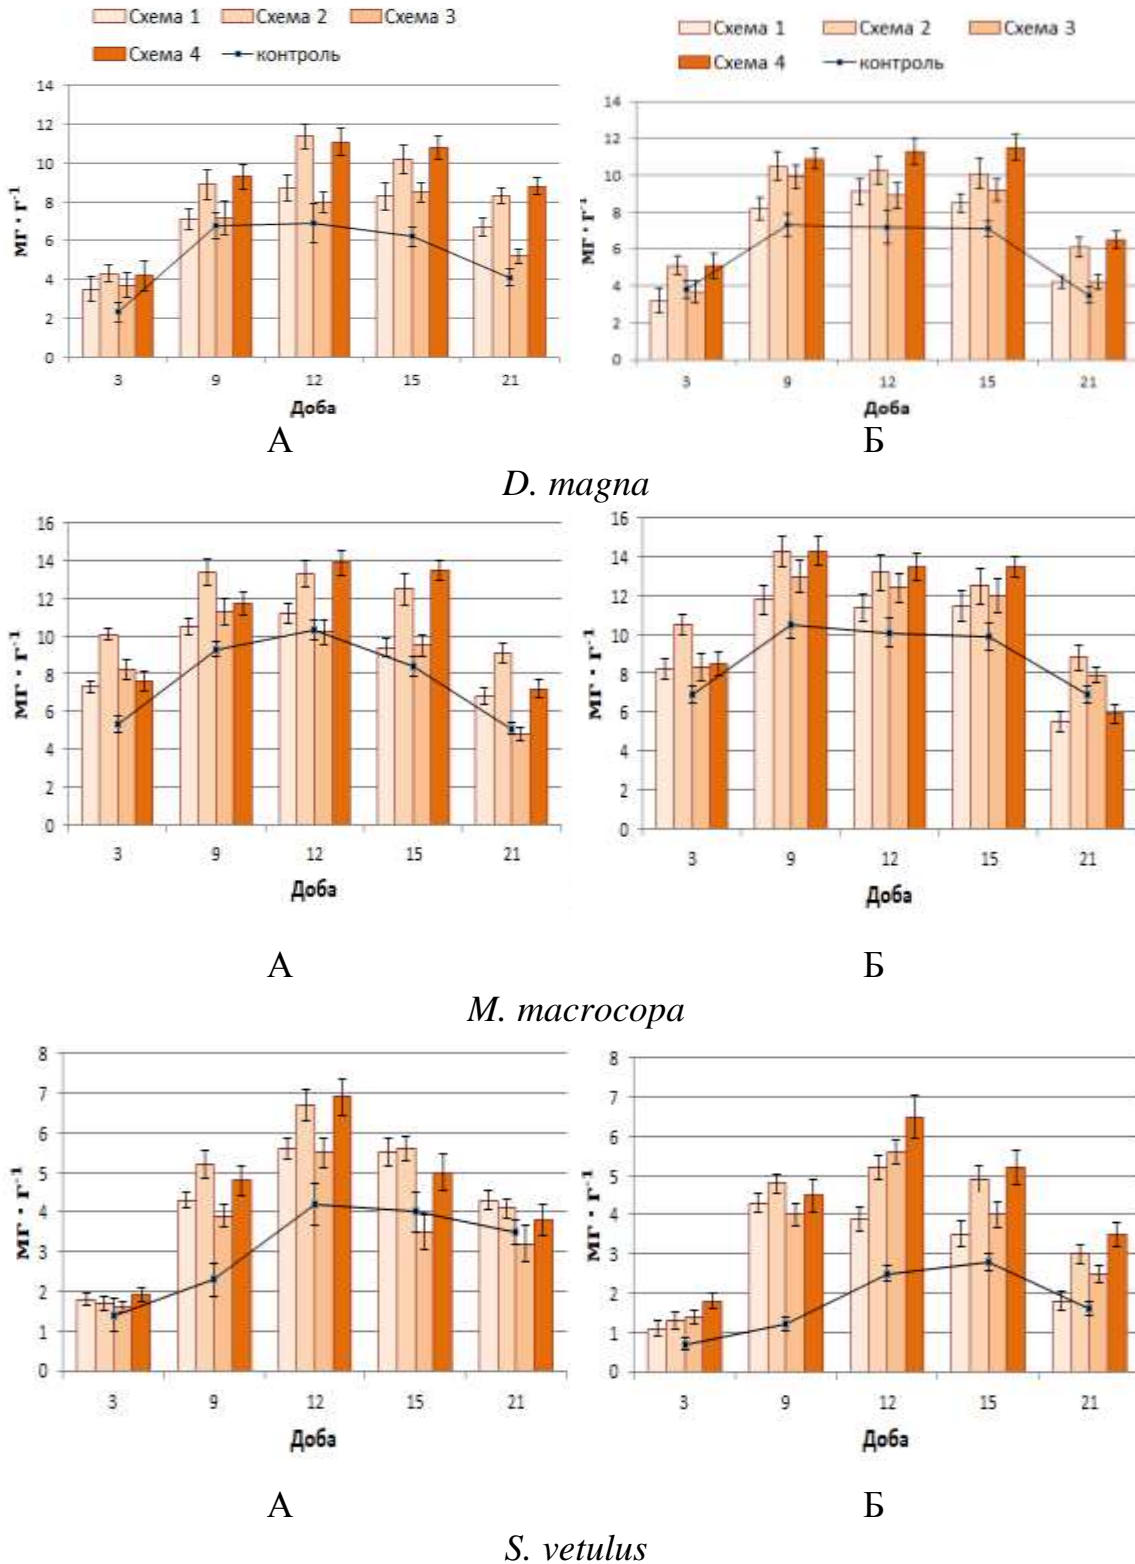 Схема 1 Схема 2 Схема 3
Схема 4 контроль
14
12
10
8
6
4
2
0
мг · г⁻¹
3 9 12 15 21
Доба
А
Схема 1 Схема 2 Схема 3
Схема 4 контроль
14
12
10
8
6
4
2
0
мг · г⁻¹
3 9 12 15 21
Доба
Б
D. magna
16
14
12
10
8
6
4
2
0
мг · г⁻¹
3 9 12 15 21
Доба
А
16
14
12
10
8
6
4
2
0
мг · г⁻¹
3 9 12 15 21
Доба
Б
M. macrocopa
8
7
6
5
4
3
2
1
0
мг · г⁻¹
3 9 12 15 21
Доба
А
8
7
6
5
4
3
2
1
0
мг · г⁻¹
3 9 12 15 21
Доба
Б
S. vetulus